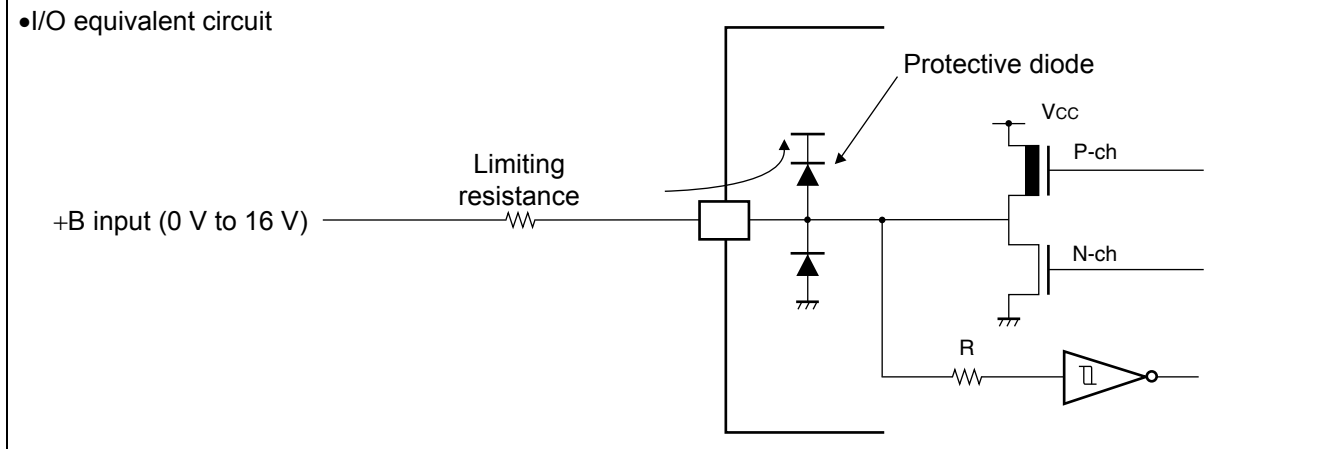 •I/O equivalent circuit
Protective diode
Vcc
P-ch
Limiting
resistance
+B input (0 V to 16 V)
N-ch
R